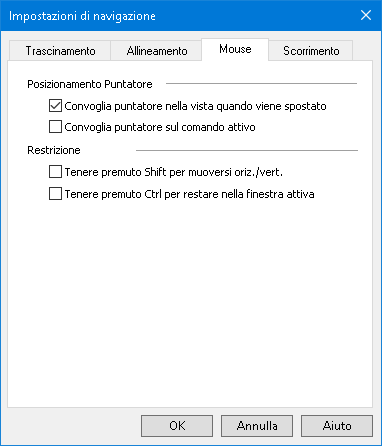 Impostazioni di navigazione
Trascinamento Allineamento Mouse Scorrimento
Posizionamento Puntatore
Convoglia puntatore nella vista quando viene spostato
Convoglia puntatore sul comando attivo
Restrizione
Tenere premuto Shift per muoversi oriz./vert.
Tenere premuto Ctrl per restare nella finestra attiva
OK Annulla Aiuto